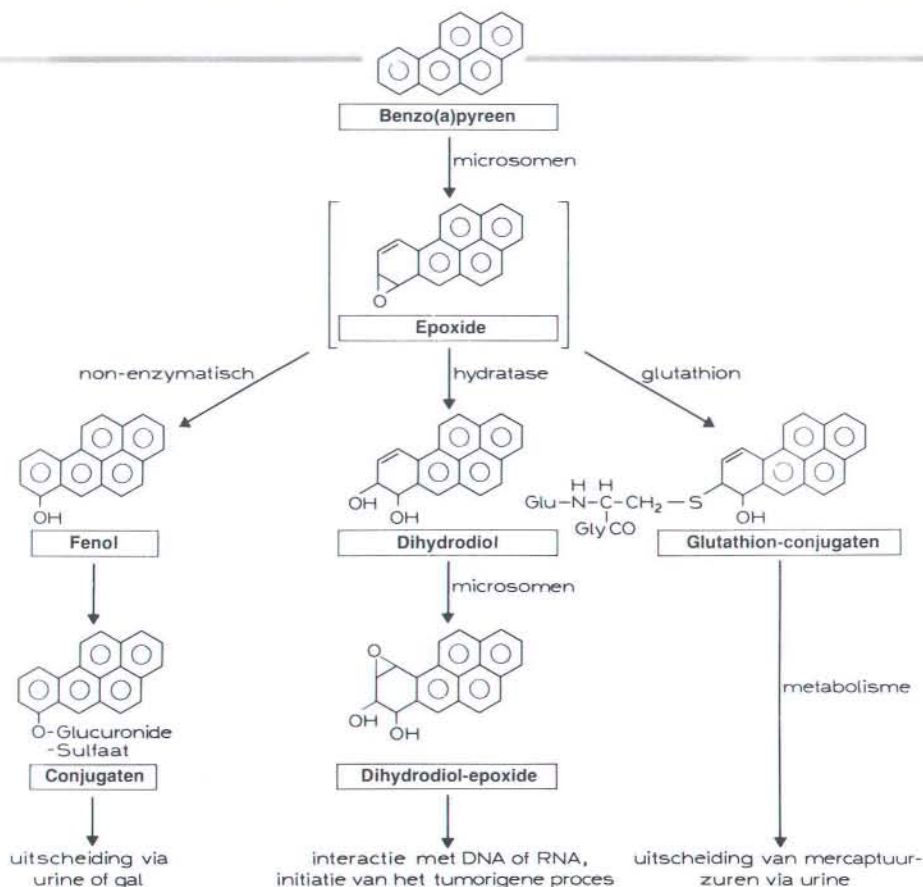 Benzo(a)pyreen
microsomen
O
Epoxide
non-enzymatisch
hydratase
glutathion
OH
Fenol
OH
OH
Dihydrodiol
H H
Glu-N-C-CH₂-S
GlyCO
OH
Glutathion-conjugaten
microsomen
O
OH
OH
Dihydrodiol-epoxide
O-Glucuronide
-Sulfaat
Conjugaten
metabolisme
uitscheiding via
urine of gal
interactie met DNA of RNA,
initiatie van het tumorigene proces
uitscheiding van mercaptuur-
zuren via urine